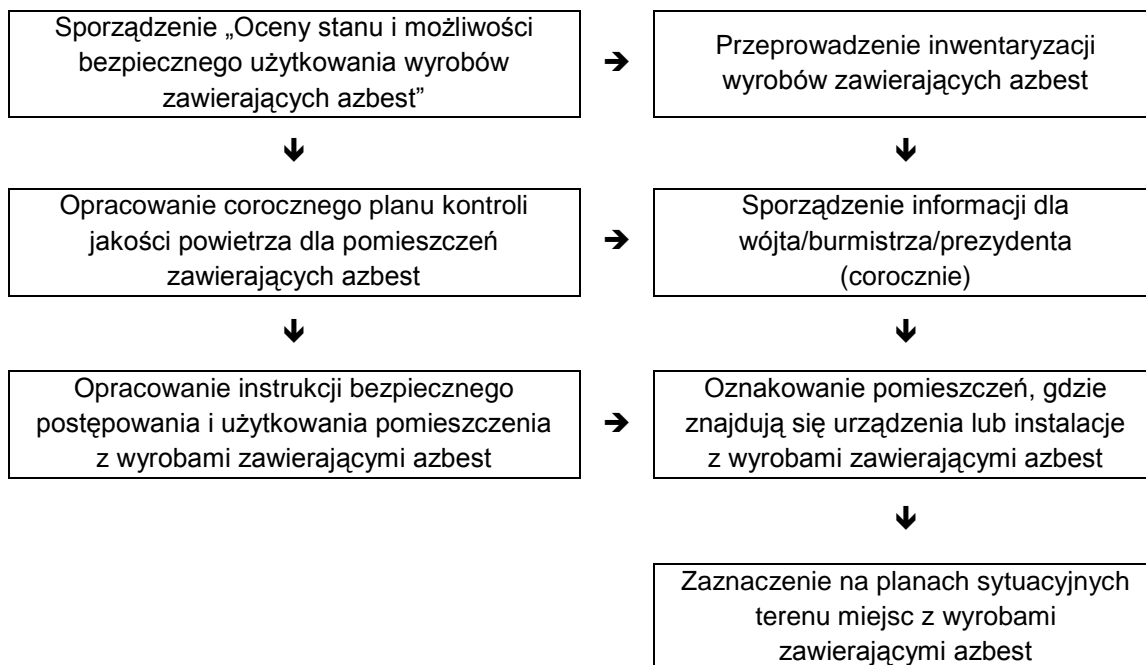 Sporządzenie „Oceny stanu i możliwości
bezpiecznego użytkowania wyrobów
zawierających azbest”
➔
Przeprowadzenie inwentaryzacji
wyrobów zawierających azbest
Opracowanie corocznego planu kontroli
jakości powietrza dla pomieszczeń
zawierających azbest
➔
Sporządzenie informacji dla
wójta/burmistrza/prezydenta
(corocznie)
Opracowanie instrukcji bezpiecznego
postępowania i użytkowania pomieszczenia
z wyrobami zawierającymi azbest
➔
Oznakowanie pomieszczeń, gdzie
znajdują się urządzenia lub instalacje
z wyrobami zawierającymi azbest
Zaznaczenie na planach sytuacyjnych
terenu miejsc z wyrobami
zawierającymi azbest